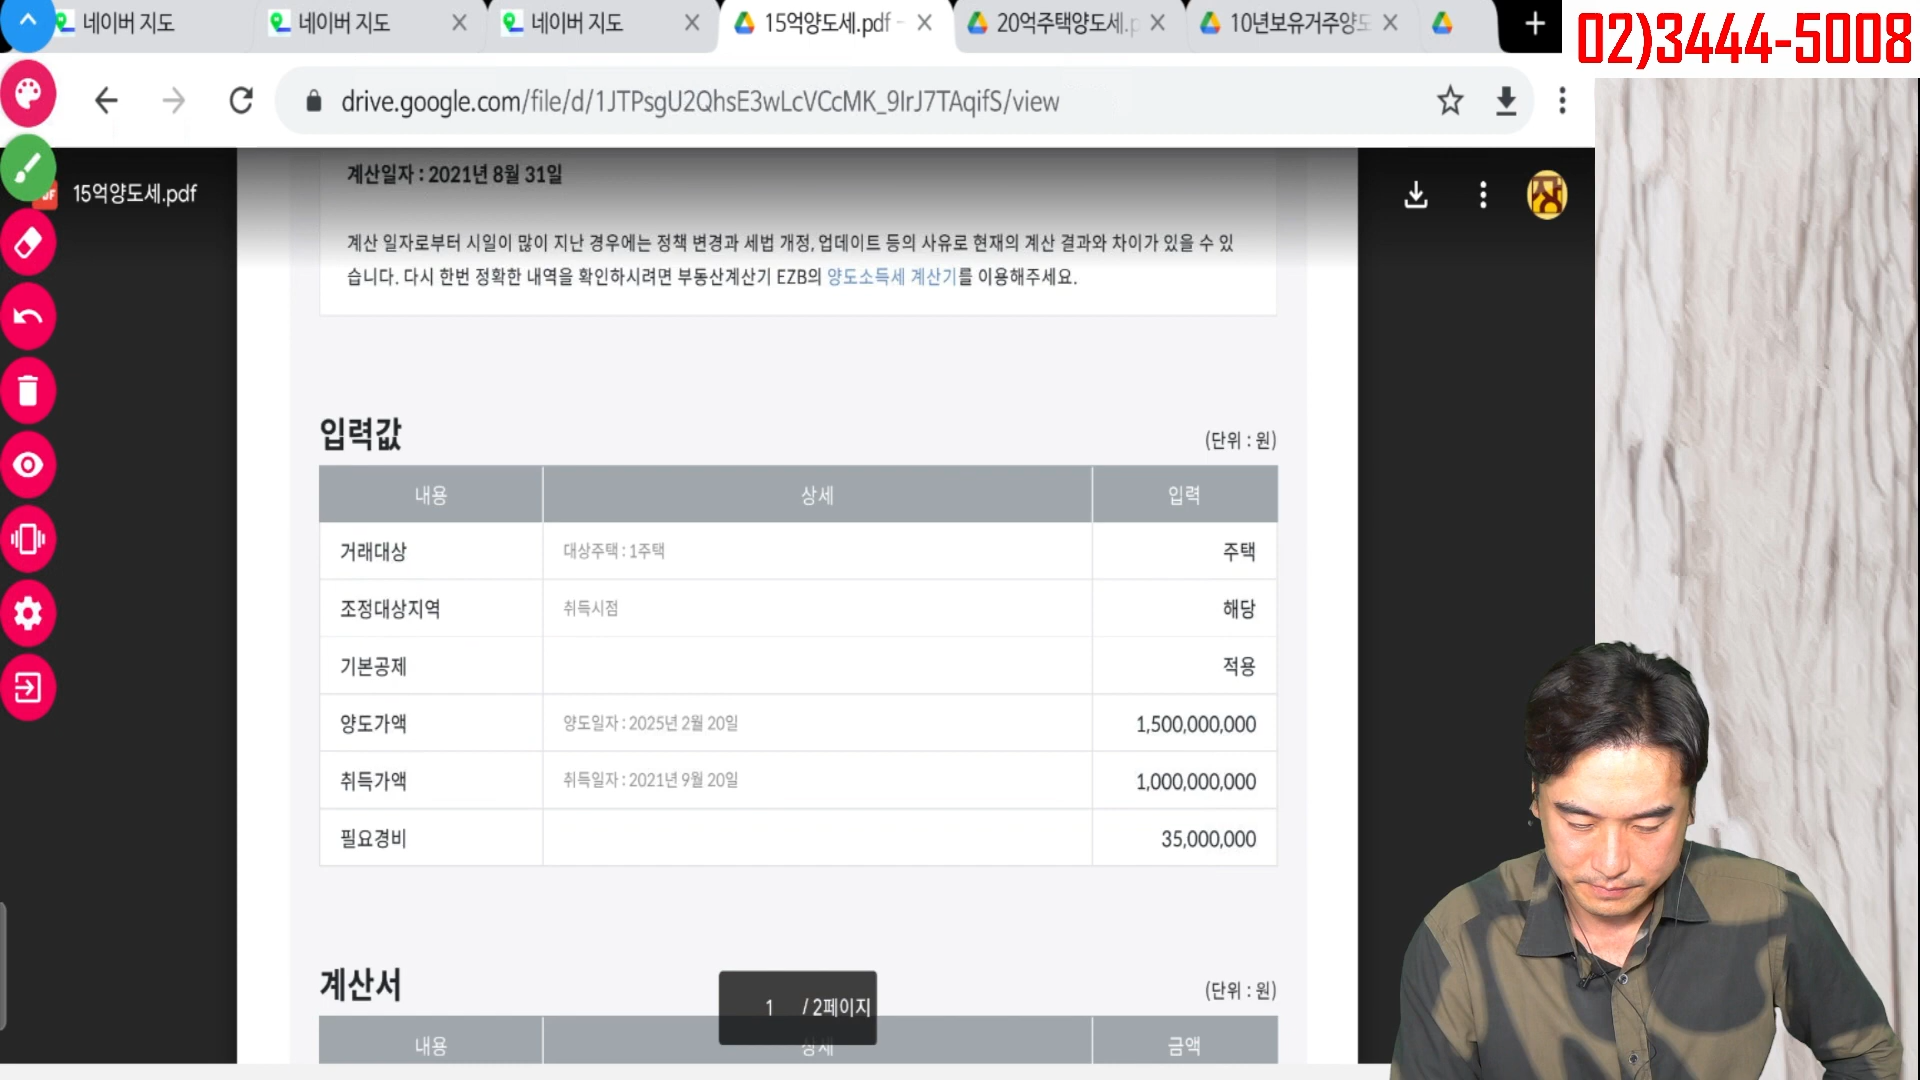 네이버 지도
네이버 지도
네이버 지도
15억양도세.pdf -
20억주택양도세.p
10년보유거주양도
02)3444-5008
drive.google.com/file/d/1JTPsgU2QhsE3wLcVCcMK_9IrJ7TAqifS/view
15억양도세.pdf
장
계산일자 : 2021년 8월 31일
계산 일자로부터 시일이 많이 지난 경우에는 정책 변경과 세법 개정, 업데이트 등의 사유로 현재의 계산 결과와 차이가 있을 수 있
습니다. 다시 한번 정확한 내역을 확인하시려면 부동산계산기 EZB의 양도소득세 계산기를 이용해주세요.
입력값
(단위 : 원)
내용 상세 입력
거래대상 대상주택 : 1주택 주택
조정대상지역 취득시점 해당
기본공제 적용
양도가액 양도일자 : 2025년 2월 20일 1,500,000,000
취득가액 취득일자 : 2021년 9월 20일 1,000,000,000
필요경비 35,000,000
계산서
(단위 : 원)
1 / 2페이지
내용 상세 금액